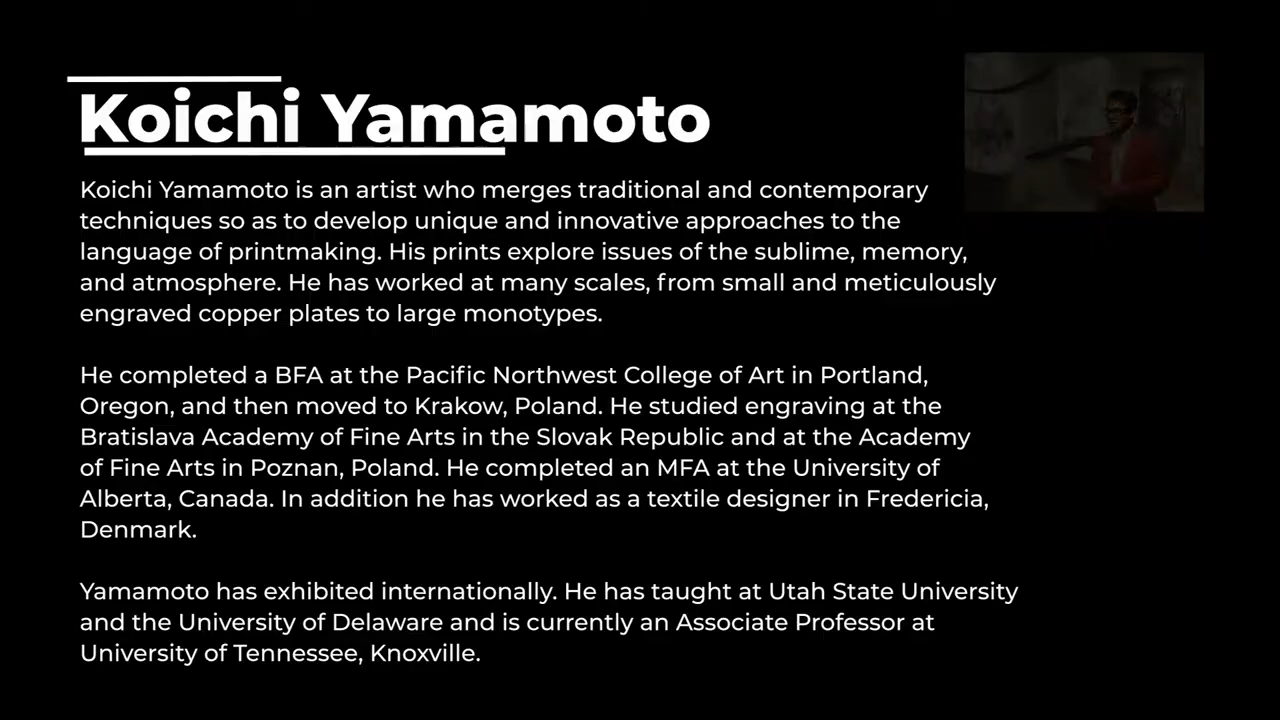 Koichi Yamamoto
Koichi Yamamoto is an artist who merges traditional and contemporary
techniques so as to develop unique and innovative approaches to the
language of printmaking. His prints explore issues of the sublime, memory,
and atmosphere. He has worked at many scales, from small and meticulously
engraved copper plates to large monotypes.
He completed a BFA at the Pacific Northwest College of Art in Portland,
Oregon, and then moved to Krakow, Poland. He studied engraving at the
Bratislava Academy of Fine Arts in the Slovak Republic and at the Academy
of Fine Arts in Poznan, Poland. He completed an MFA at the University of
Alberta, Canada. In addition he has worked as a textile designer in Fredericia,
Denmark.
Yamamoto has exhibited internationally. He has taught at Utah State University
and the University of Delaware and is currently an Associate Professor at
University of Tennessee, Knoxville.